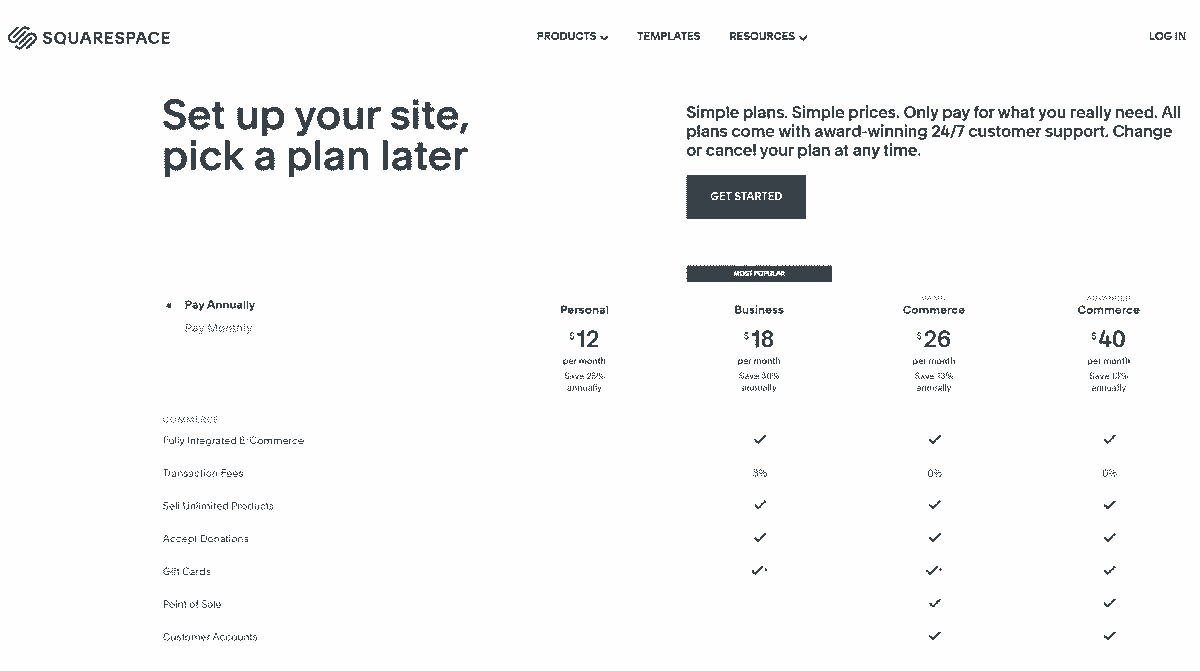 SQUARESPACE
PRODUCTS TEMPLATES RESOURCES LOG IN
Set up your site,
pick a plan later
Simple plans. Simple prices. Only pay for what you really need. All
plans come with award-winning 24/7 customer support. Change
or cancel your plan at any time.
GET STARTED
MOST POPULAR
Pay Annually
Pay Monthly
Personal Business Commerce ADVANCED Commerce
$12 $18 $26 $40
per month per month per month per month
Save Save 30% Save Save
annually annually annually annually
COMMERCE
Fully Integrated E-Commerce
Transaction Fees 3% 0% 0%
Sell Unlimited Products
Accept Donations
Gift Cards
Point of Sale
Customer Accounts